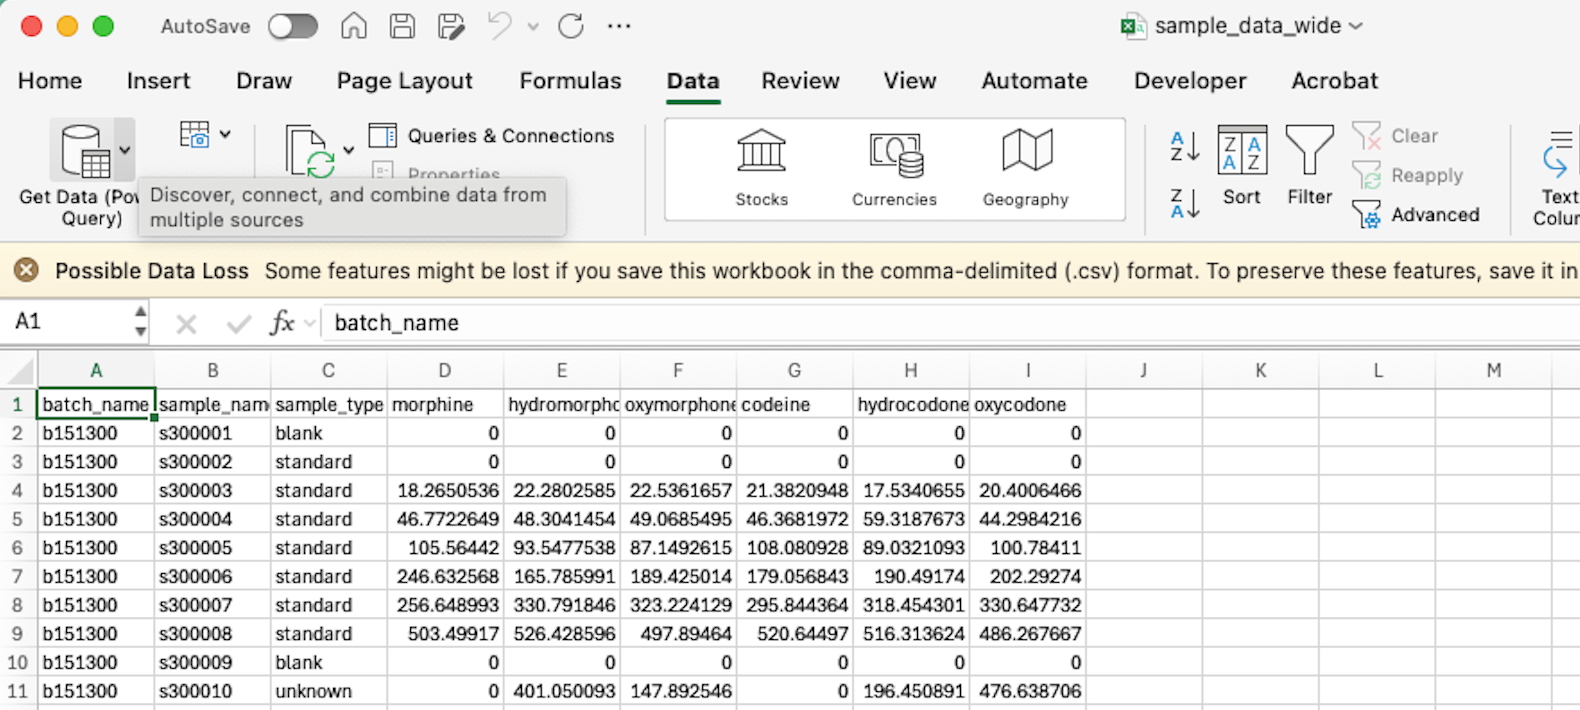 AutoSave
sample_data_wide
Home Insert Draw Page Layout Formulas Data Review View Automate Developer Acrobat
Queries & Connections
Properties
Get Data (Pow
Query)
Discover, connect, and combine data from
multiple sources
Stocks Currencies Geography
Sort Filter
Clear
Reapply
Advanced
Text
Colum
Possible Data Loss Some features might be lost if you save this workbook in the comma-delimited (.csv) format. To preserve these features, save it in
A1 fx batch_name
A B C D E F G H I J K L M
1 batch_name sample_nam sample_type morphine hydromorpho oxymorphone codeine hydrocodone oxycodone
2 b151300 s300001 blank 0 0 0 0 0 0
3 b151300 s300002 standard 0 0 0 0 0 0
4 b151300 s300003 standard 18.2650536 22.2802585 22.5361657 21.3820948 17.5340655 20.4006466
5 b151300 s300004 standard 46.7722649 48.3041454 49.0685495 46.3681972 59.3187673 44.2984216
6 b151300 s300005 standard 105.56442 93.5477538 87.1492615 108.080928 89.0321093 100.78411
7 b151300 s300006 standard 246.632568 165.785991 189.425014 179.056843 190.49174 202.29274
8 b151300 s300007 standard 256.648993 330.791846 323.224129 295.844364 318.454301 330.647732
9 b151300 s300008 standard 503.49917 526.428596 497.89464 520.64497 516.313624 486.267667
10 b151300 s300009 blank 0 0 0 0 0 0
11 b151300 s300010 unknown 0 401.050093 147.892546 0 196.450891 476.638706